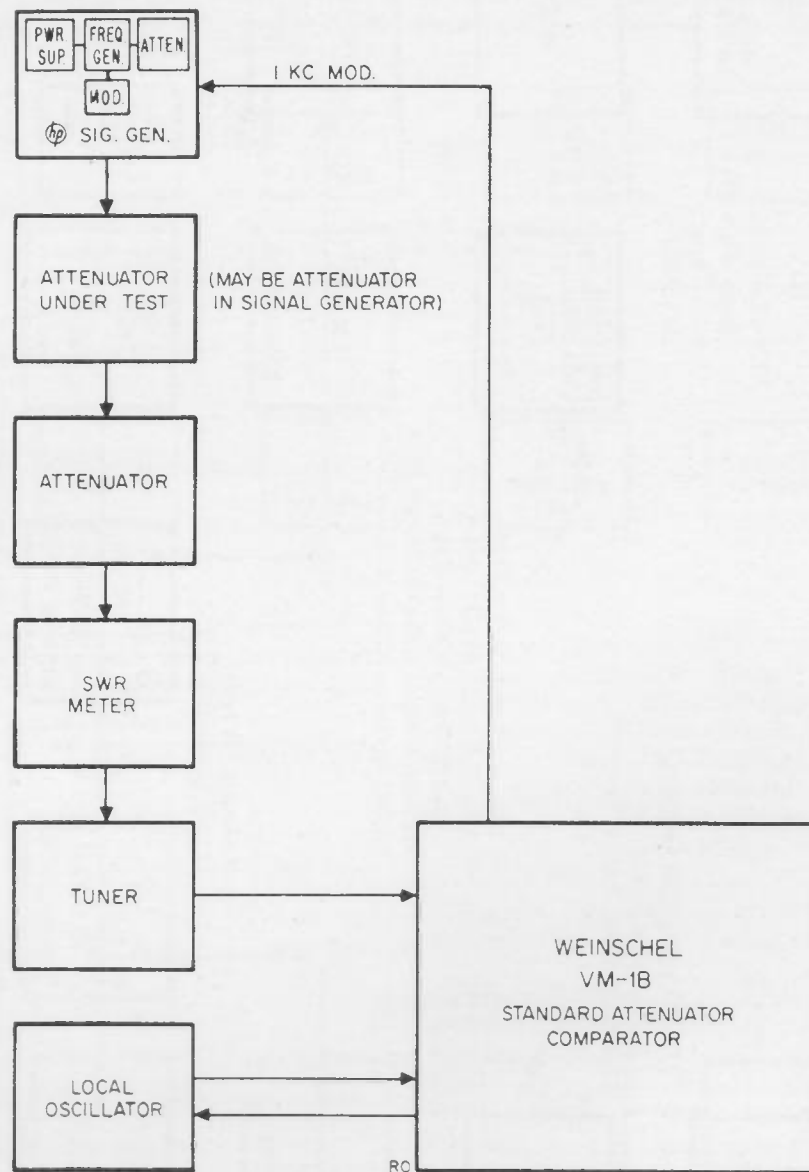 PWR. SUP.
FREQ GEN.
ATTEN.
MOD.
hp SIG. GEN.
1 KC MOD.
ATTENUATOR
UNDER TEST
(MAY BE ATTENUATOR
IN SIGNAL GENERATOR)
ATTENUATOR
SWR
METER
TUNER
WEINSCHEL
VM-1B
STANDARD ATTENUATOR
COMPARATOR
LOCAL
OSCILLATOR
RO